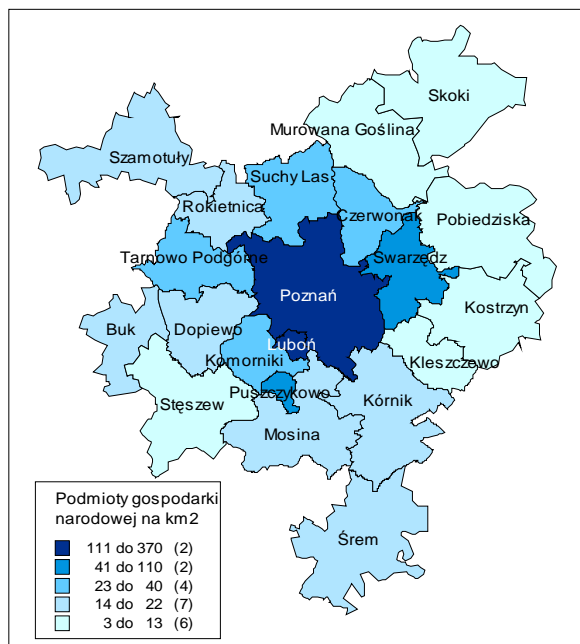 Skoki
Murowana Goślina
Szamotuły
Suchy Las
Rokietnica
Czerwonak
Pobiedziska
Tarnowo Podgórne
Swarzędz
Poznań
Kostrzyn
Buk
Dopiewo
Luboń
Komorniki
Kleszczewo
Puszczykowo
Stęszew
Kórnik
Mosina
Śrem
Podmioty gospodarki
narodowej na km2
111 do 370 (2)
41 do 110 (2)
23 do 40 (4)
14 do 22 (7)
3 do 13 (6)